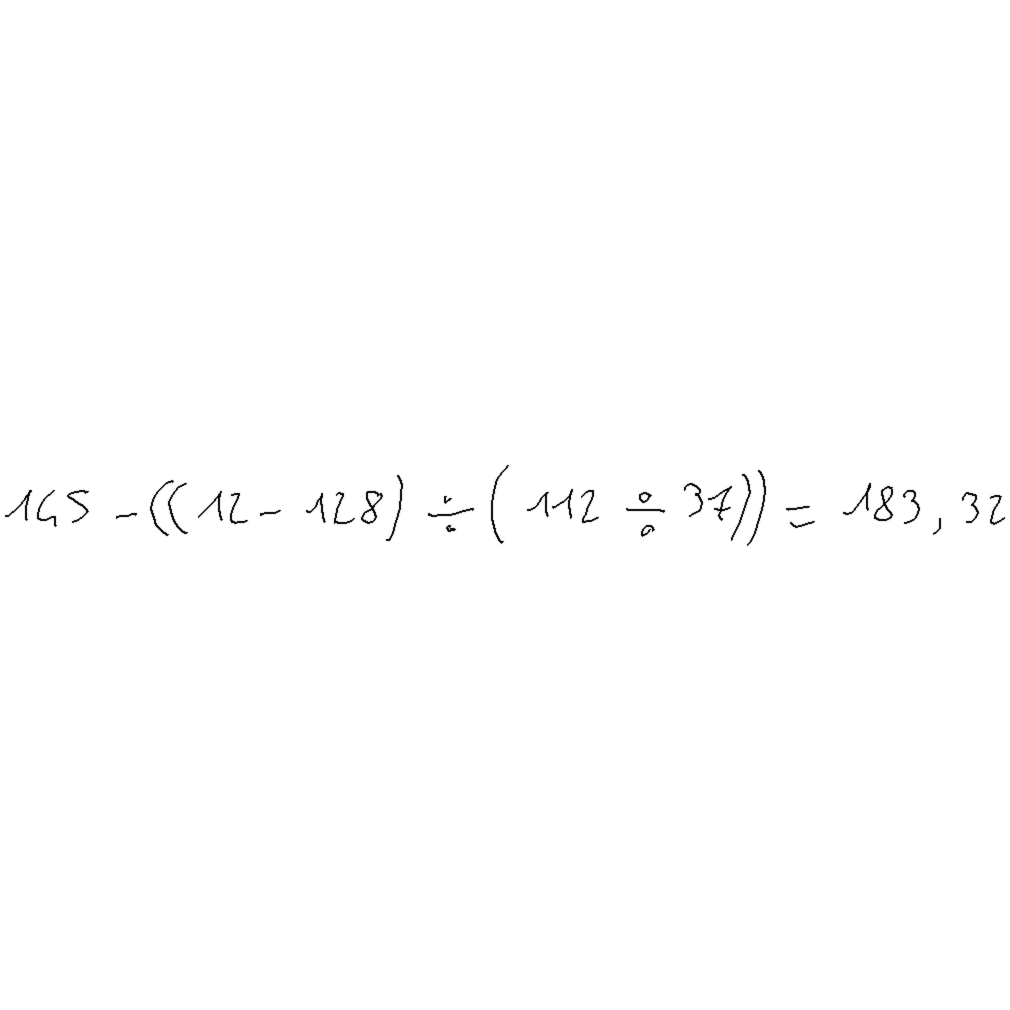 145 - ((12 - 128) ÷ (112 ÷ 37)) = 183,32